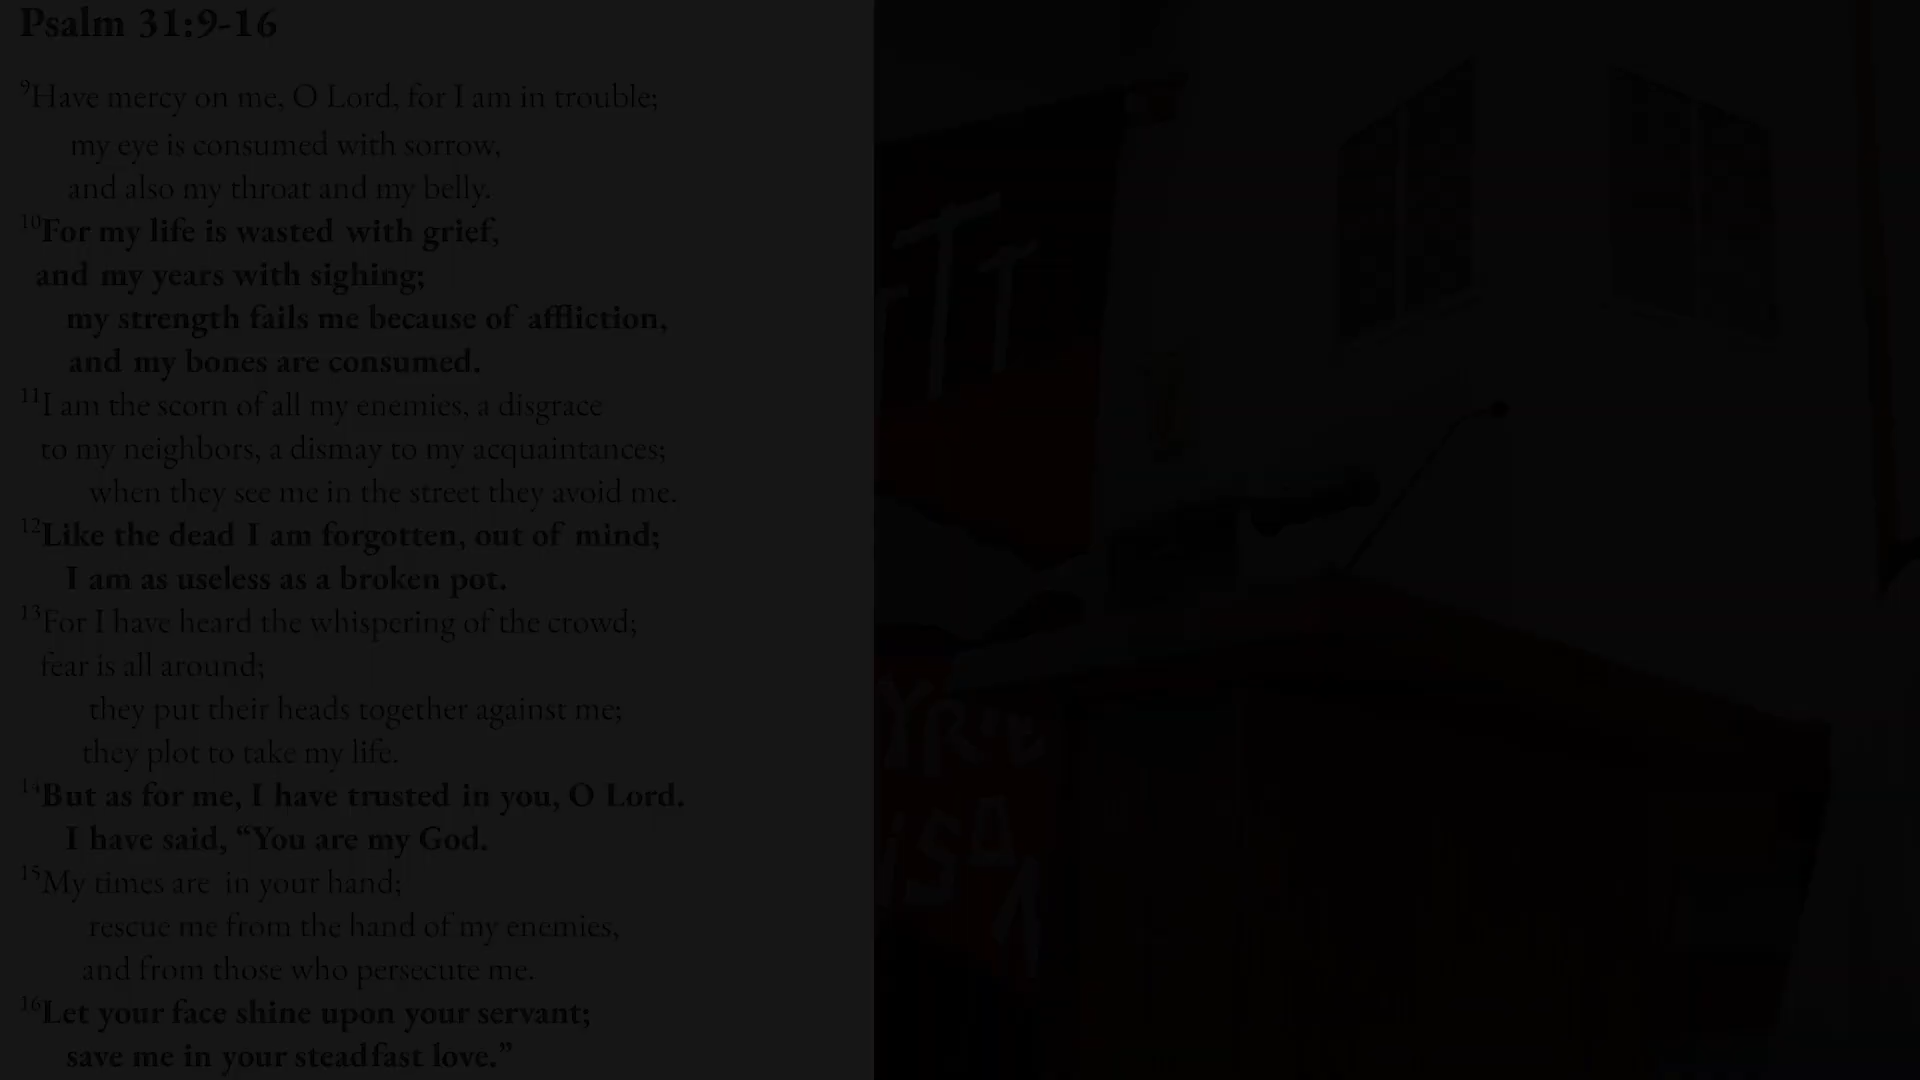 Psalm 31:9-16
9Have mercy on me, O Lord, for I am in trouble;
my eye is consumed with sorrow,
and also my throat and my belly.
10For my life is wasted with grief,
and my years with sighing;
my strength fails me because of affliction,
and my bones are consumed.
11I am the scorn of all my enemies, a disgrace
to my neighbors, a dismay to my acquaintances;
when they see me in the street they avoid me.
12Like the dead I am forgotten, out of mind;
I am as useless as a broken pot.
13For I have heard the whispering of the crowd;
fear is all around;
they put their heads together against me;
they plot to take my life.
14But as for me, I have trusted in you, O Lord.
I have said, “You are my God.
15My times are in your hand;
rescue me from the hand of my enemies,
and from those who persecute me.
16Let your face shine upon your servant;
save me in your steadfast love.”